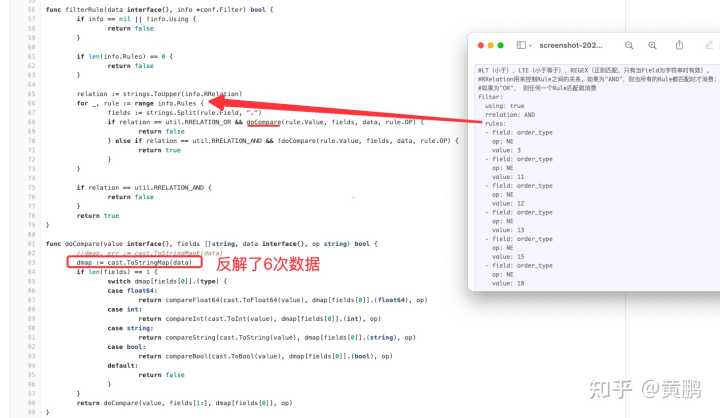 56 func filterRule(data interface{}, info *conf.Filter) bool {
57 if info == nil || !info.Using {
58 return false
59 }
60
61 if len(info.Rules) == 0 {
62 return false
63 }
64
65 relation := strings.ToUpper(info.RRelation)
66 for _, rule := range info.Rules {
67 fields := strings.Split(rule.Field, ".")
68 if relation == util.RRELATION_OR && doCompare(rule.Value, fields, data, rule.OP) {
69 return false
70 } else if relation == util.RRELATION_AND && !doCompare(rule.Value, fields, data, rule.OP) {
71 return true
72 }
73 }
74
75 if relation == util.RRELATION_AND {
76 return false
77 }
78 return true
79 }
80
81 func doCompare(value interface{}, fields []string, data interface{}, op string) bool {
82 //dmap, err := cast.ToStringMapE(data)
83 dmap := cast.ToStringMap(data)
反解了6次数据
84 if len(fields) == 1 {
85 switch dmap[fields[0]].(type) {
86 case float64:
87 return compareFloat64(cast.ToFloat64(value), dmap[fields[0]].(float64), op)
88 case int:
89 return compareInt(cast.ToInt(value), dmap[fields[0]].(int), op)
90 case string:
91 return compareString(cast.ToString(value), dmap[fields[0]].(string), op)
92 case bool:
93 return compareBool(cast.ToBool(value), dmap[fields[0]].(bool), op)
94 default:
95 return false
96 }
97 }
98 return doCompare(value, fields[1:], dmap[fields[0]], op)
99 }
screenshot-202...
#LT（小于）、LTE（小于等于）、REGEX（正则匹配，只有当Field为字符串时有效）。
#RRelation用来控制Rule之间的关系，如果为"AND"，则当所有的Rule都匹配时才消费；
#如果为"OR"， 则任何一个Rule匹配就消费
Filter:
using: true
rrelation: AND
rules:
- field: order_type
op: NE
value: 3
- field: order_type
op: NE
value: 11
- field: order_type
op: NE
value: 12
- field: order_type
op: NE
value: 13
- field: order_type
op: NE
value: 15
- field: order_type
op: NE
value: 18
知乎 @黄鹏